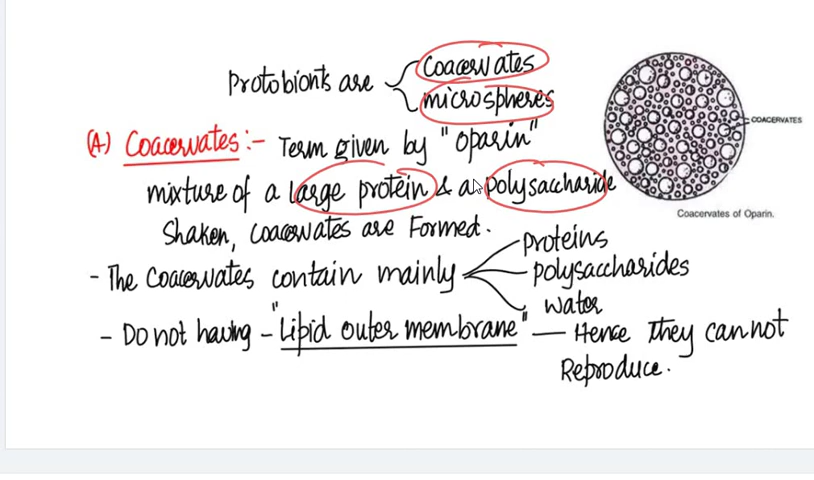 Protobionts are
Coacervates
microspheres
(A) Coacervates :- Term given by "oparin"
mixture of a large protein & a polysaccharide
Shaken, coacervates are Formed.
- The Coacervates contain mainly
proteins
polysaccharides
water
- Do not having - "Lipid outer membrane" — Hence they cannot
Reproduce.
COACERVATES
Coacervates of Oparin.